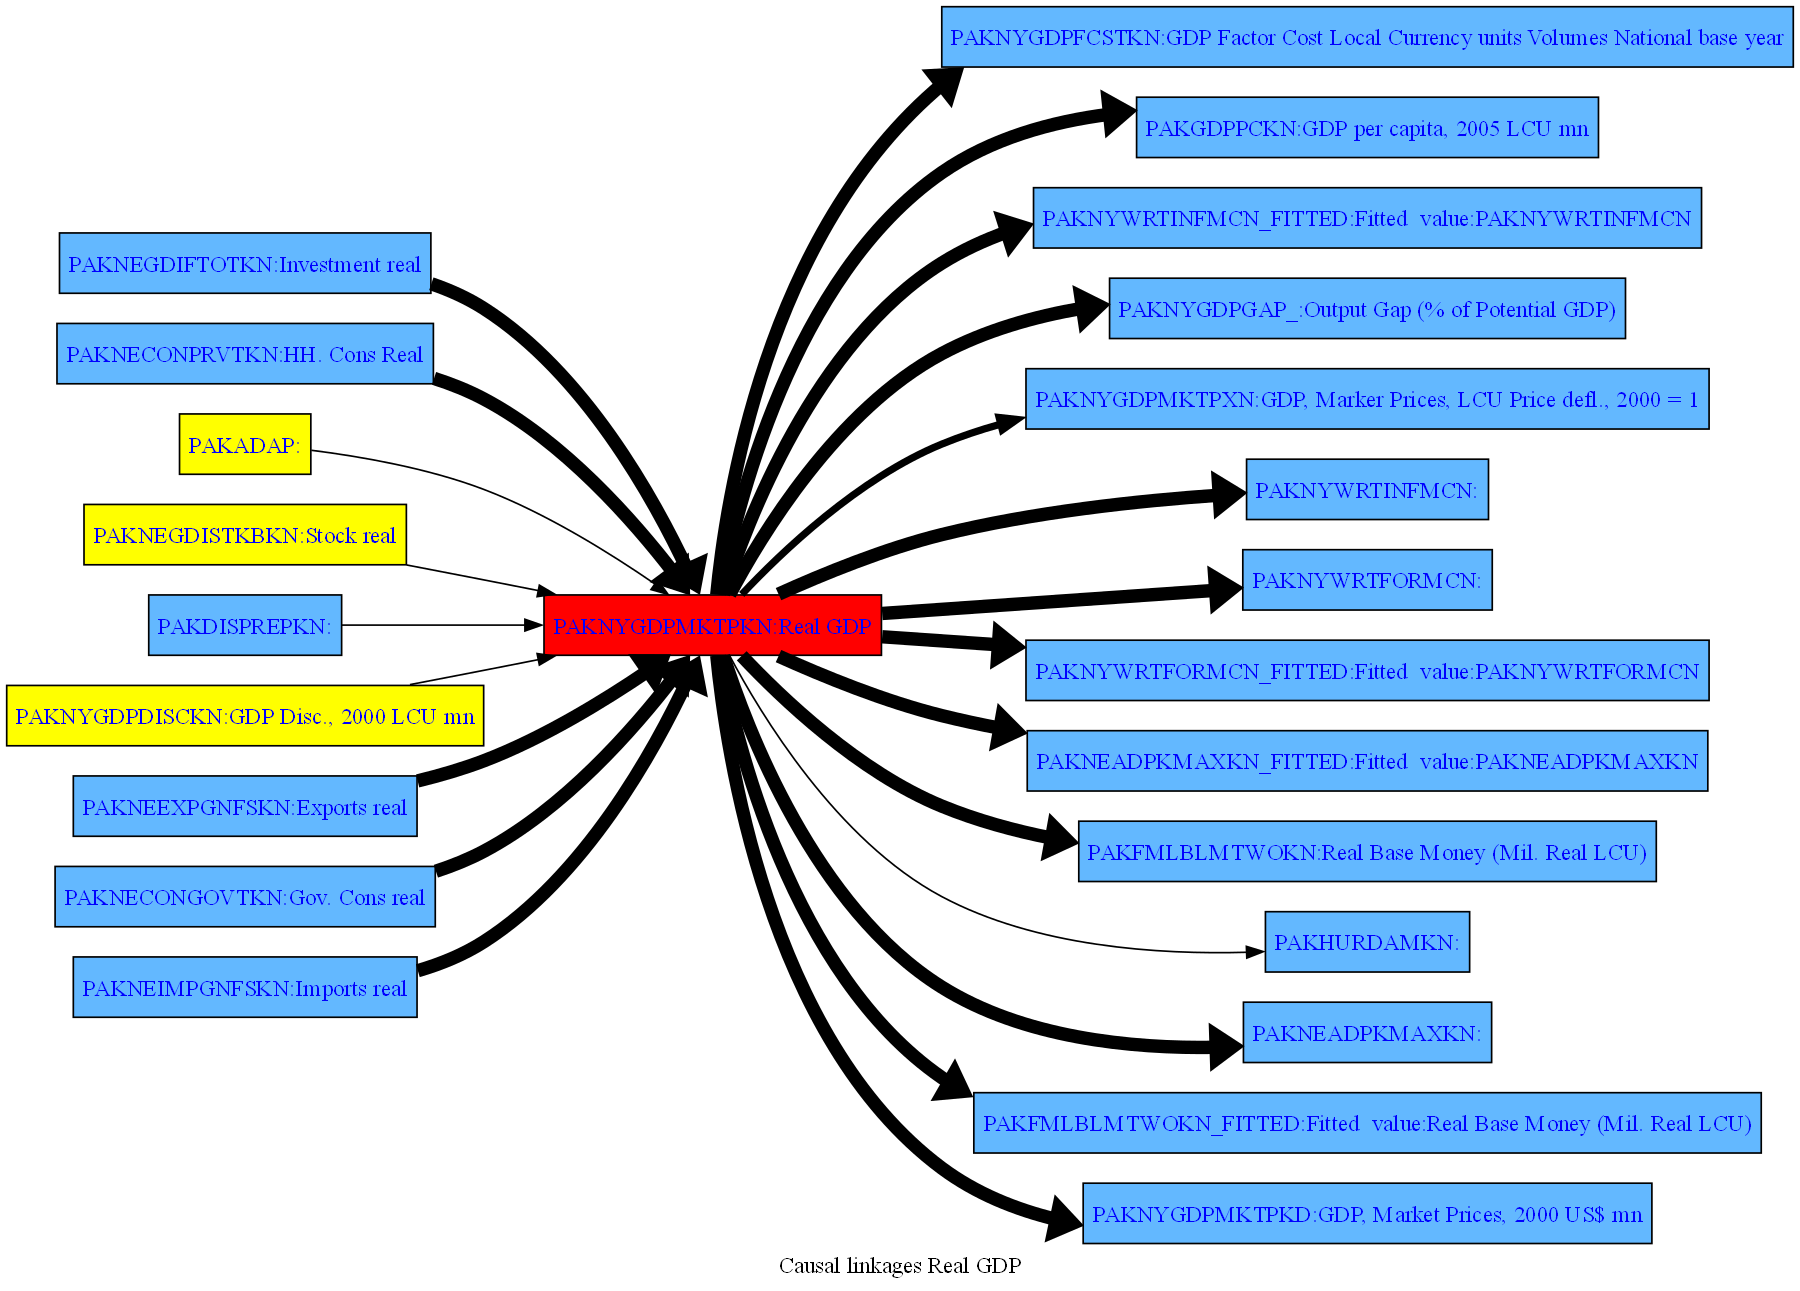 PAKNYGDPFCSTKN:GDP Factor Cost Local Currency units Volumes National base year
PAKGDPPCKN:GDP per capita, 2005 LCU mn
PAKNYWRTINFMCN_FITTED:Fitted  value:PAKNYWRTINFMCN
PAKNEGDIFTOTKN:Investment real
PAKNYGDPGAP_:Output Gap (% of Potential GDP)
PAKNECONPRVTKN:HH. Cons Real
PAKNYGDPMKTPXN:GDP, Marker Prices, LCU Price defl., 2000 = 1
PAKADAP:
PAKNYWRTINFMCN:
PAKNEGDISTKBKN:Stock real
PAKNYWRTFORMCN:
PAKDISPREPKN:
PAKNYGDPMKTPKN:Real GDP
PAKNYWRTFORMCN_FITTED:Fitted  value:PAKNYWRTFORMCN
PAKNYGDPDISCKN:GDP Disc., 2000 LCU mn
PAKNEADPKMAXKN_FITTED:Fitted  value:PAKNEADPKMAXKN
PAKNEEXPGNFSKN:Exports real
PAKFMLBLMTWOKN:Real Base Money (Mil. Real LCU)
PAKNECONGOVTKN:Gov. Cons real
PAKHURDAMKN:
PAKNEIMPGNFSKN:Imports real
PAKNEADPKMAXKN:
PAKFMLBLMTWOKN_FITTED:Fitted  value:Real Base Money (Mil. Real LCU)
PAKNYGDPMKTPKD:GDP, Market Prices, 2000 US$ mn
Causal linkages Real GDP